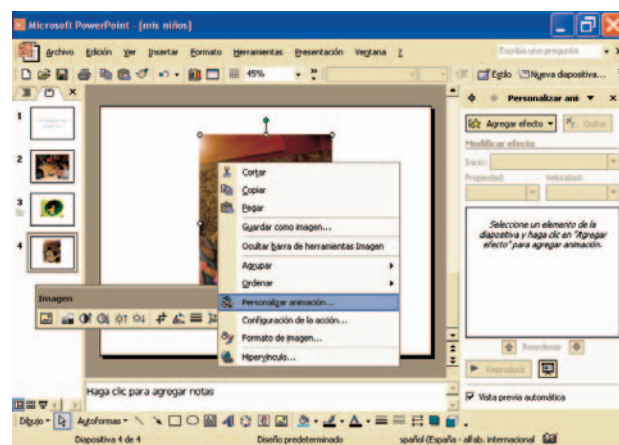 Microsoft PowerPoint - [mis niños]
Archivo Edición Ver Insertar Formato Herramientas Presentación Ventana ? Escriba una pregunta
45% Estilo Nueva diapositiva...
Personalizar ani
1
2
3
4
Agregar efecto Quitar
Modificar efecto
Inicio:
Propiedad: Velocidad:
Seleccione un elemento de la
diapositiva y haga clic en "Agregar
efecto" para agregar animación.
Cortar
Copiar
Pegar
Guardar como imagen...
Ocultar barra de herramientas Imagen
Agrupar
Ordenar
Personalizar animación...
Configuración de la acción...
Formato de imagen...
Hipervínculo...
Imagen
Reordenar
Reproducir
Vista previa automática
Haga clic para agregar notas
Dibujo Autoformas
Diapositiva 4 de 4 Diseño predeterminado spañol (España - alfab. internacional